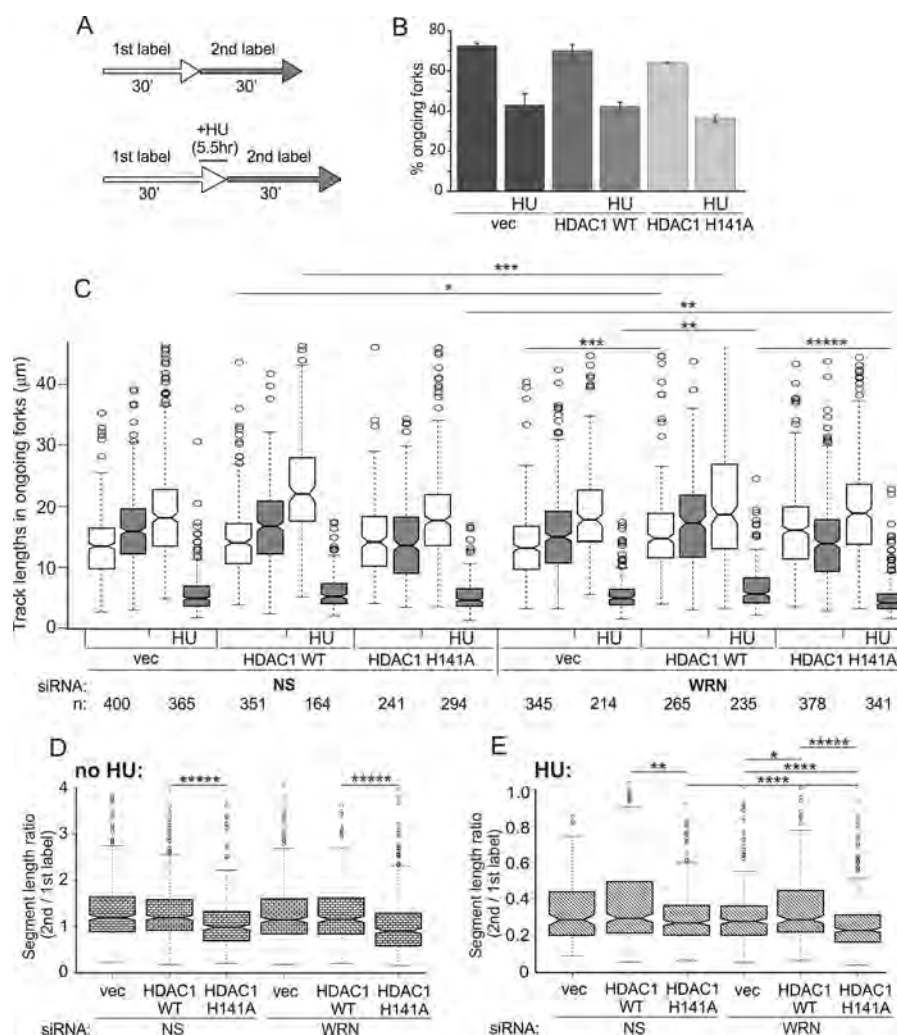 A
1st label 2nd label
30' 30'
+HU
(5.5hr)
1st label 2nd label
30' 30'
B
% ongoing forks
80
60
40
20
0
HU HU HU
vec HDAC1 WT HDAC1 H141A
C
*** 
*
**
**
*** *****
Track lengths in ongoing forks (µm)
40
30
20
10
0
HU HU HU HU HU HU
vec HDAC1 WT HDAC1 H141A vec HDAC1 WT HDAC1 H141A
siRNA: NS WRN
n: 400 365 351 164 241 294 345 214 265 235 378 341
D
no HU:
***** *****
Segment length ratio
(2nd / 1st label)
4
3
2
1
0
vec HDAC1 WT HDAC1 H141A vec HDAC1 WT HDAC1 H141A
siRNA: NS WRN
E
HU:
*****
*
** ****
****
Segment length ratio
(2nd / 1st label)
1.0
0.8
0.6
0.4
0.2
0
vec HDAC1 WT HDAC1 H141A vec HDAC1 WT HDAC1 H141A
siRNA: NS WRN